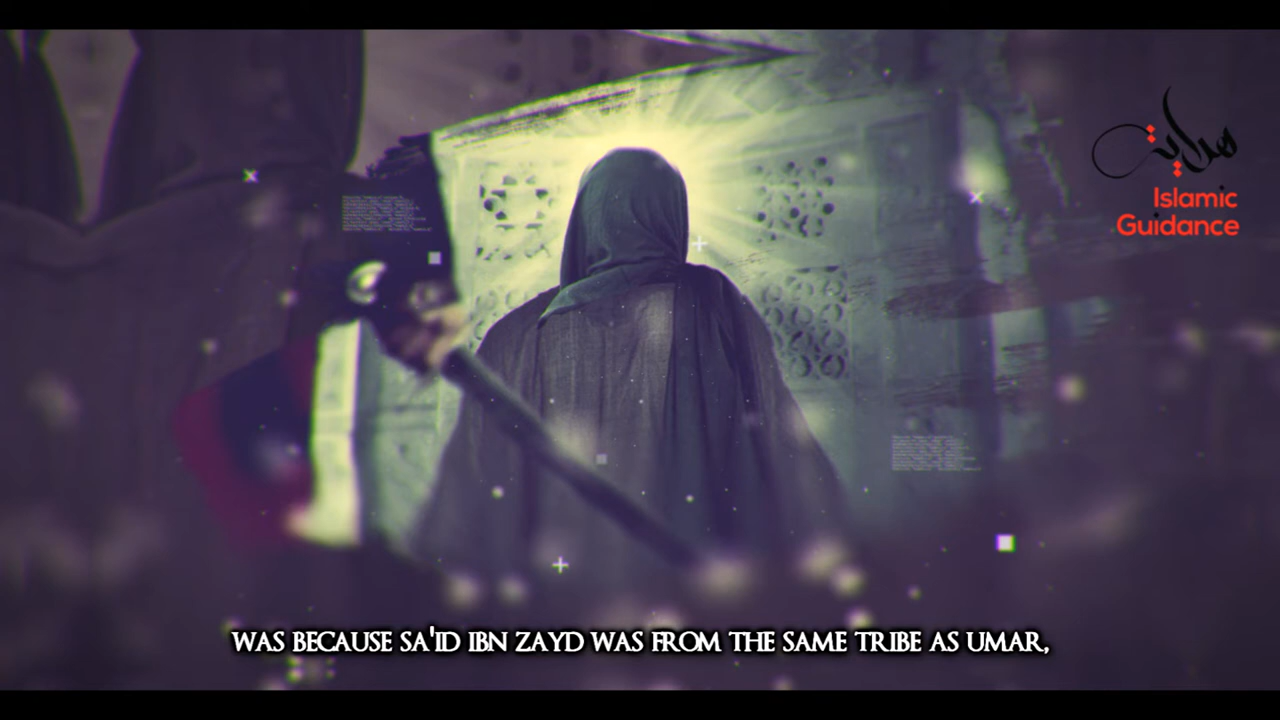 هداية
Islamic
Guidance
WAS BECAUSE SA'ID IBN ZAYD WAS FROM THE SAME TRIBE AS UMAR,